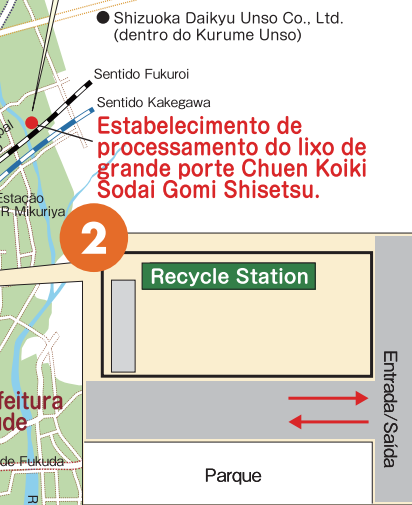 Shizuoka Daikyu Unso Co., Ltd.
(dentro do Kurume Unso)
Sentido Fukuroi
Sentido Kakegawa
Estabelecimento de
processamento do lixo de
grande porte Chuen Koiki
Sodai Gomi Shisetsu.
Estação
R Mikuriya
2
Recycle Station
Entrada/Saída
feitura
de Fukuda
R
Parque